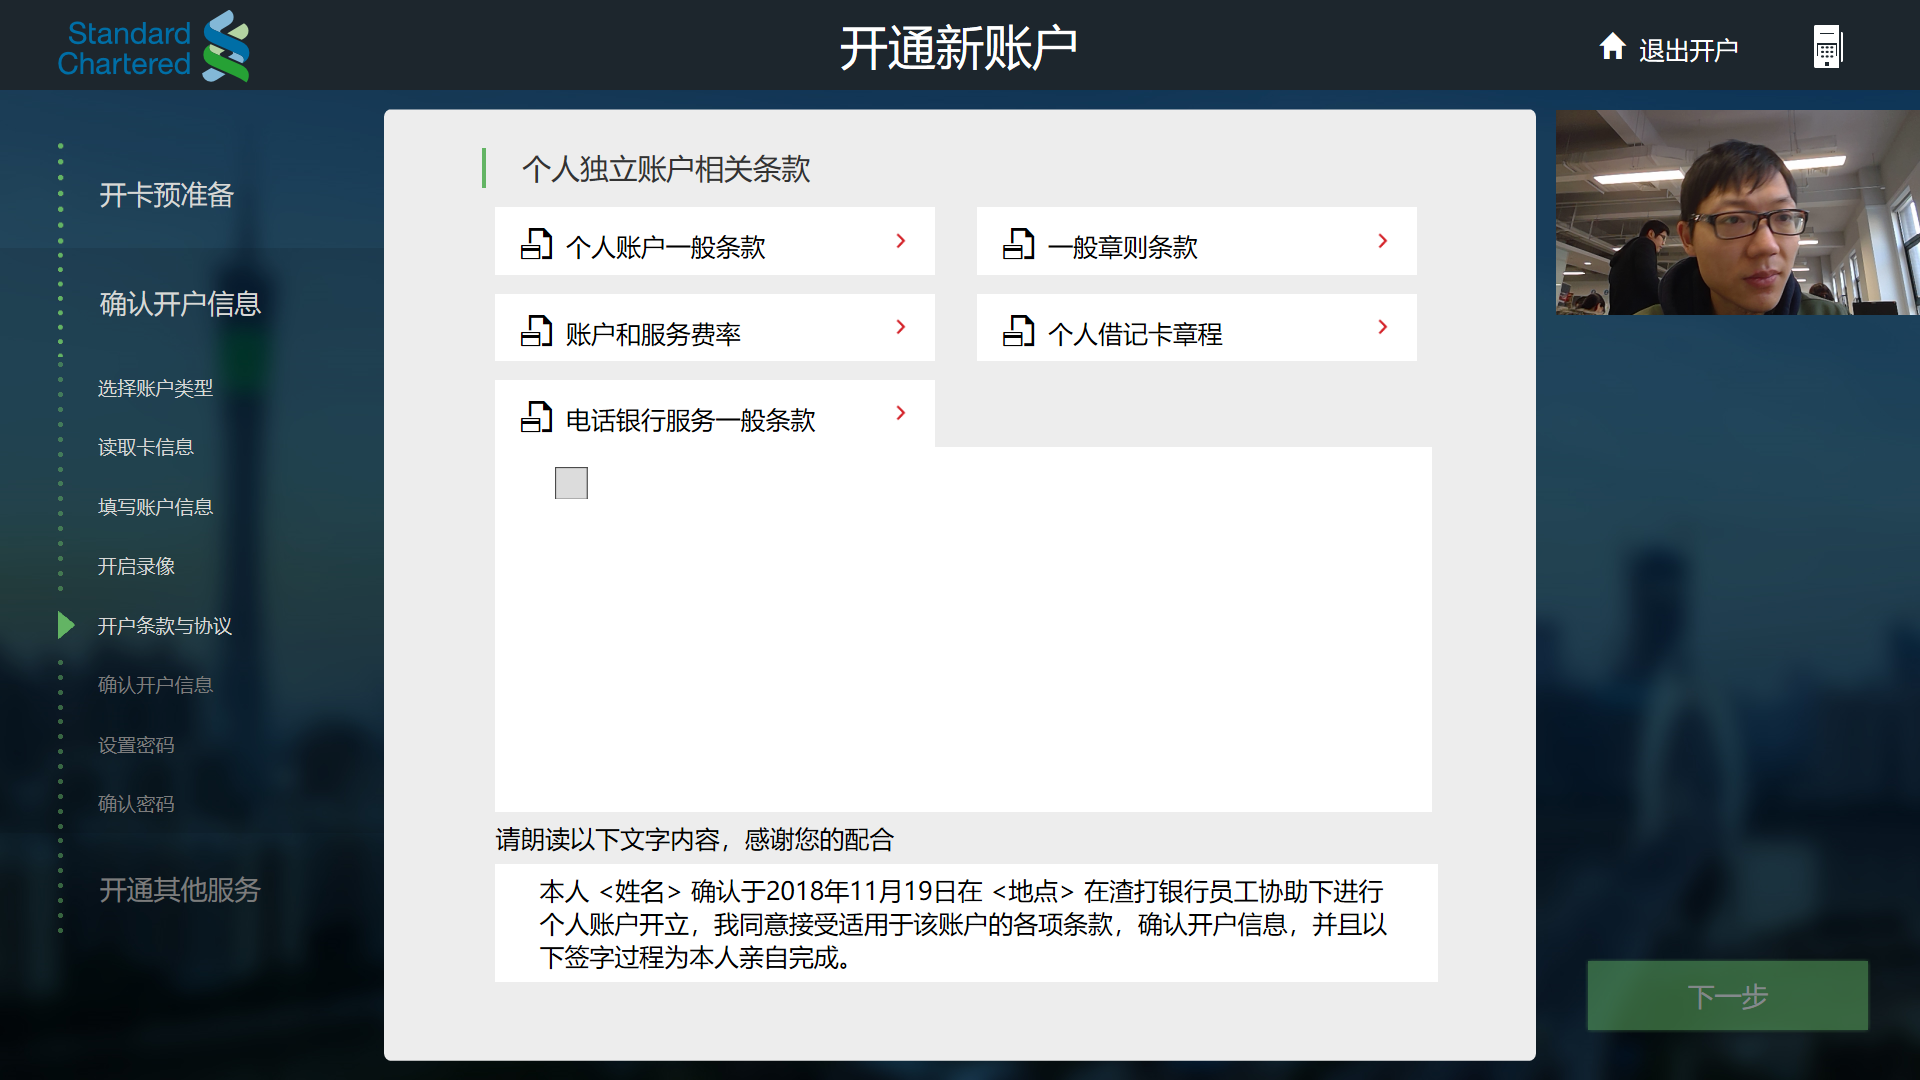 Standard
Chartered
开通新账户
退出开户
开卡预准备
确认开户信息
选择账户类型
读取卡信息
填写账户信息
开启录像
开户条款与协议
确认开户信息
设置密码
确认密码
开通其他服务
个人独立账户相关条款
个人账户一般条款
一般章则条款
账户和服务费率
个人借记卡章程
电话银行服务一般条款
请朗读以下文字内容，感谢您的配合
本人 <姓名> 确认于2018年11月19日在 <地点> 在渣打银行员工协助下进行
个人账户开立，我同意接受适用于该账户的各项条款，确认开户信息，并且以
下签字过程为本人亲自完成。
下一步